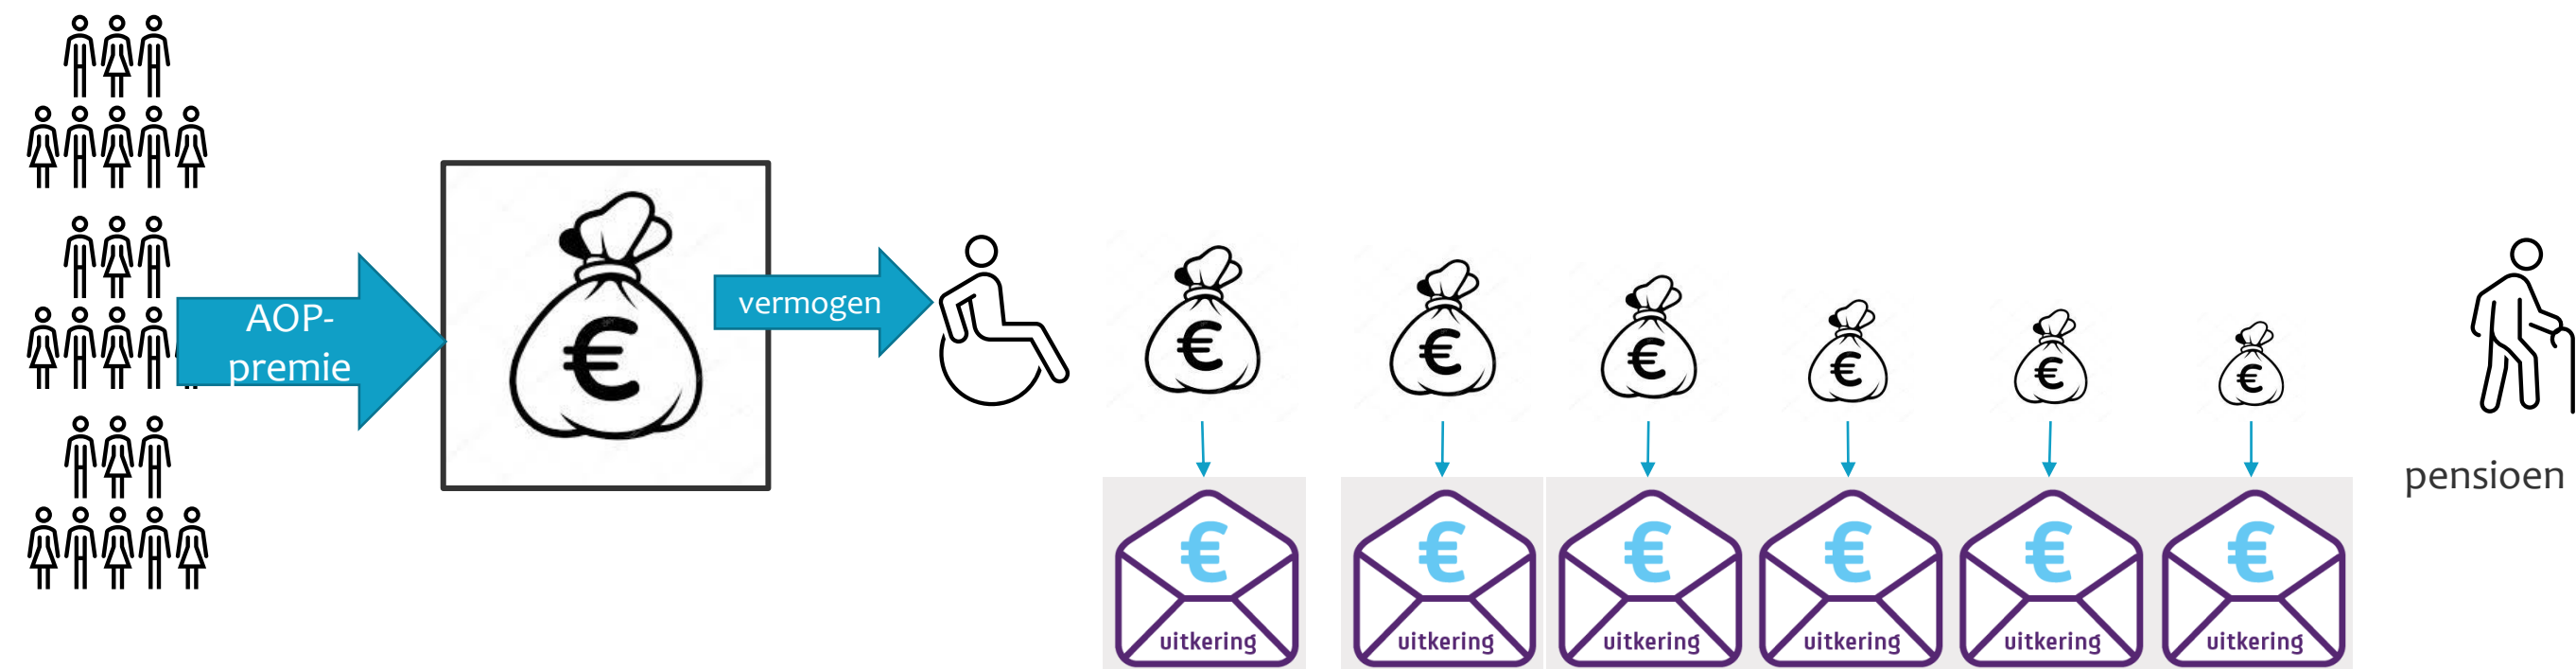 AOP-
premie
vermogen
pensioen
uitkering
uitkering
uitkering
uitkering
uitkering
uitkering